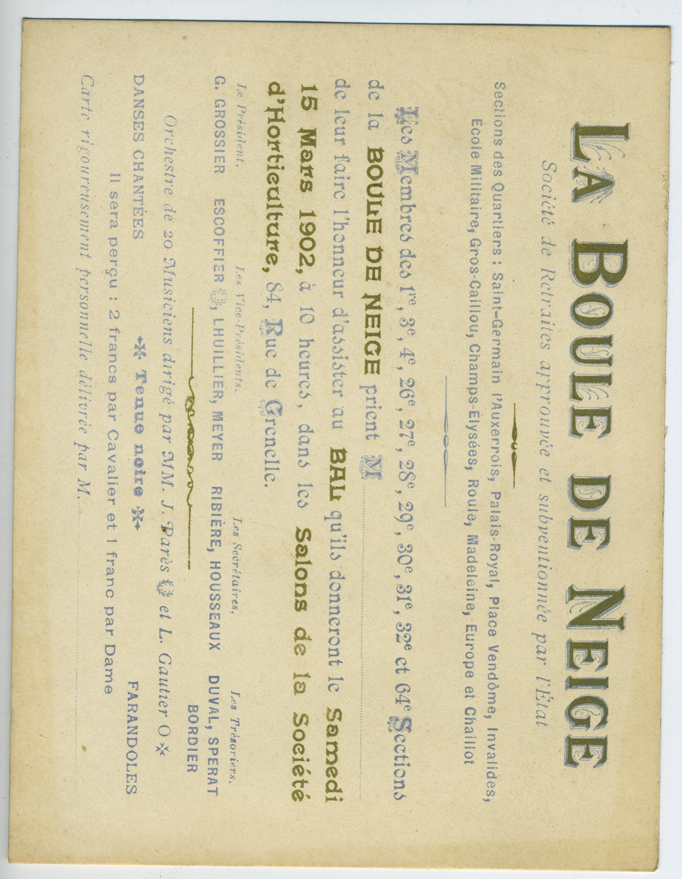 LA BOULE DE NEIGE
Société de Retraites approuvée et subventionnée par l'État
Sections des Quartiers : Saint-Germain l'Auxerrois, Palais-Royal, Place Vendôme, Invalides,
École Militaire, Gros-Caillou, Champs-Élysées, Roule, Madeleine, Europe et Chaillot
Les Membres des 1re, 3e, 4e, 26e, 27e, 28e, 29e, 30e, 31e, 32e et 64e Sections
de la BOULE DE NEIGE prient M
de leur faire l'honneur d'assister au BAL qu'ils donneront le Samedi
15 Mars 1902, à 10 heures, dans les Salons de la Société
d'Horticulture, 84, Rue de Grenelle.
Le Président, Les Vice-Présidents, Les Secrétaires, Les Trésoriers,
G. GROSSIER ESCOFFIER, LHUILLIER, MEYER RIBIÈRE, HOUSSEAUX DUVAL, SPERAT
BORDIER
Orchestre de 20 Musiciens dirigé par MM. J. Parès et L. Gautier O
DANSES CHANTÉES Tenue noire FARANDOLES
Il sera perçu : 2 francs par Cavalier et 1 franc par Dame
Carte rigoureusement personnelle délivrée par M.